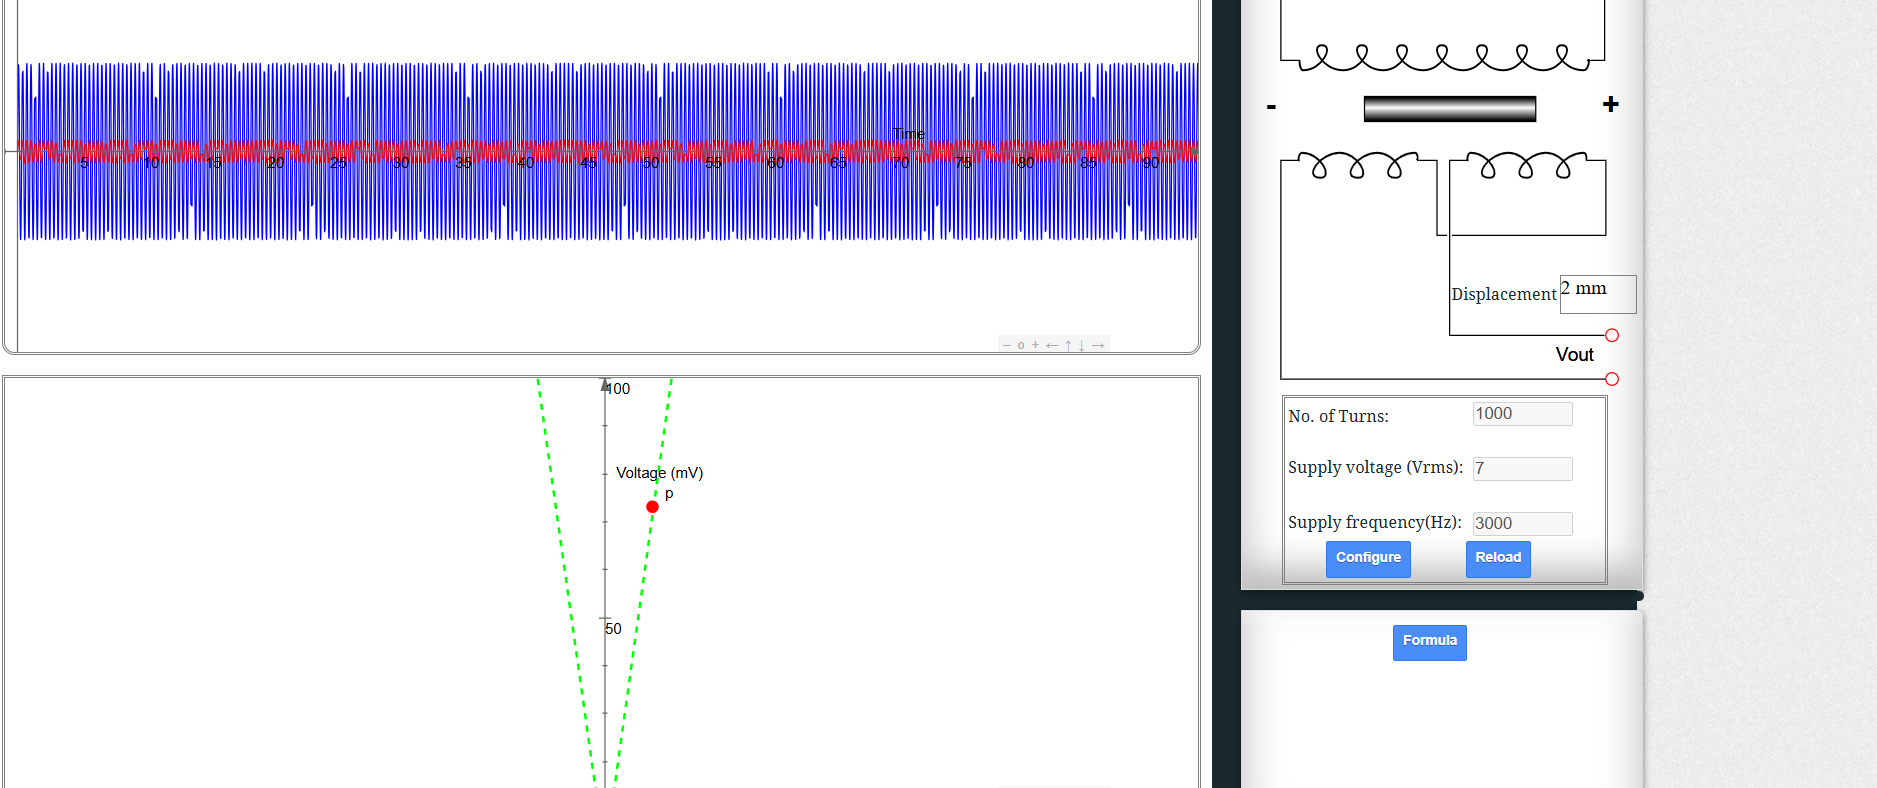 Time
5 10 15 20 25 30 35 40 45 50 55 60 65 70 75 80 85 90
− o + ← ↑ ↓ →
100
Voltage (mV)
p
50
- +
Displacement 2 mm
Vout
No. of Turns: 1000
Supply voltage (Vrms): 7
Supply frequency(Hz): 3000
Configure Reload
Formula